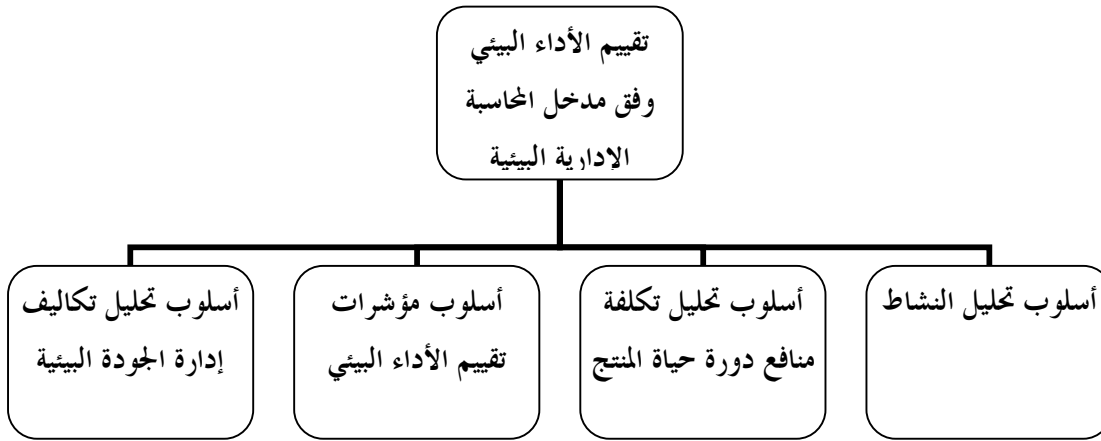 تقييم الأداء البيئي
وفق مدخل المحاسبة
الإدارية البيئية
أسلوب تحليل النشاط
أسلوب تحليل تكلفة
منافع دورة حياة المنتج
أسلوب مؤشرات
تقييم الأداء البيئي
أسلوب تحليل تكاليف
إدارة الجودة البيئية